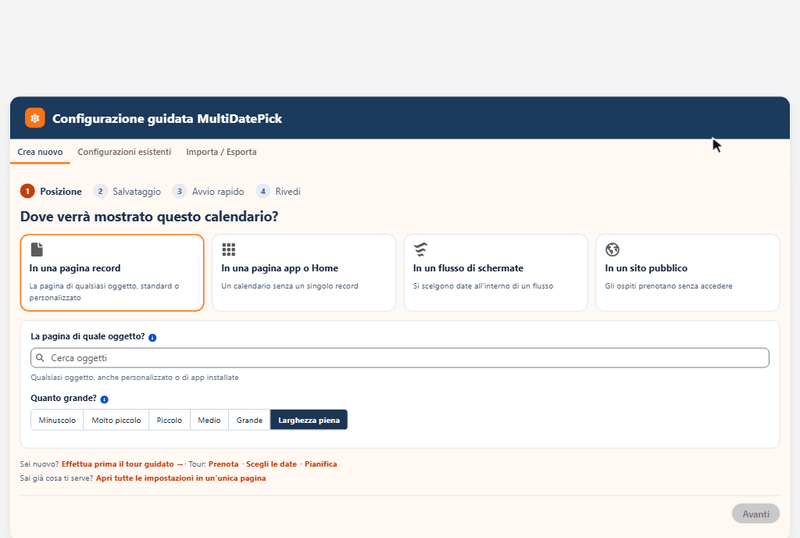 Configurazione guidata MultiDatePick
Crea nuovo Configurazioni esistenti Importa / Esporta
1 Posizione 2 Salvataggio 3 Avvio rapido 4 Rivedi
Dove verrà mostrato questo calendario?
In una pagina record
La pagina di qualsiasi oggetto, standard o
personalizzato
In una pagina app o Home
Un calendario senza un singolo record
In un flusso di schermate
Si scelgono date all'interno di un flusso
In un sito pubblico
Gli ospiti prenotano senza accedere
La pagina di quale oggetto? i
Cerca oggetti
Qualsiasi oggetto, anche personalizzato o di app installate
Quanto grande? i
Minuscolo Molto piccolo Piccolo Medio Grande Larghezza piena
Sei nuovo? Effettua prima il tour guidato → · Tour: Prenota · Scegli le date · Pianifica
Sai già cosa ti serve? Apri tutte le impostazioni in un'unica pagina
Avanti